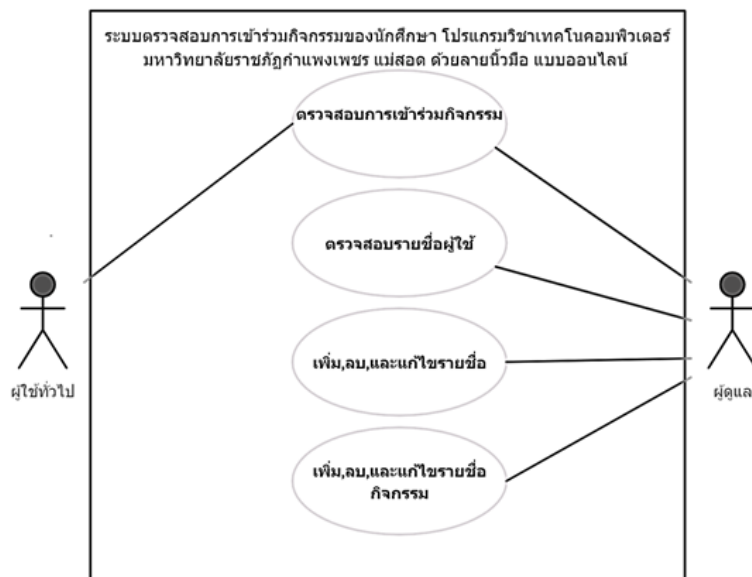 ระบบตรวจสอบการเข้าร่วมกิจกรรมของนักศึกษา โปรแกรมวิชาเทคโนคอมพิวเตอร์
มหาวิทยาลัยราชภัฏกำแพงเพชร แม่สอด ด้วยลายนิ้วมือ แบบออนไลน์
ตรวจสอบการเข้าร่วมกิจกรรม
ตรวจสอบรายชื่อผู้ใช้
เพิ่ม,ลบ,และแก้ไขรายชื่อ
เพิ่ม,ลบ,และแก้ไขรายชื่อ
กิจกรรม
ผู้ใช้ทั่วไป
ผู้ดูแล